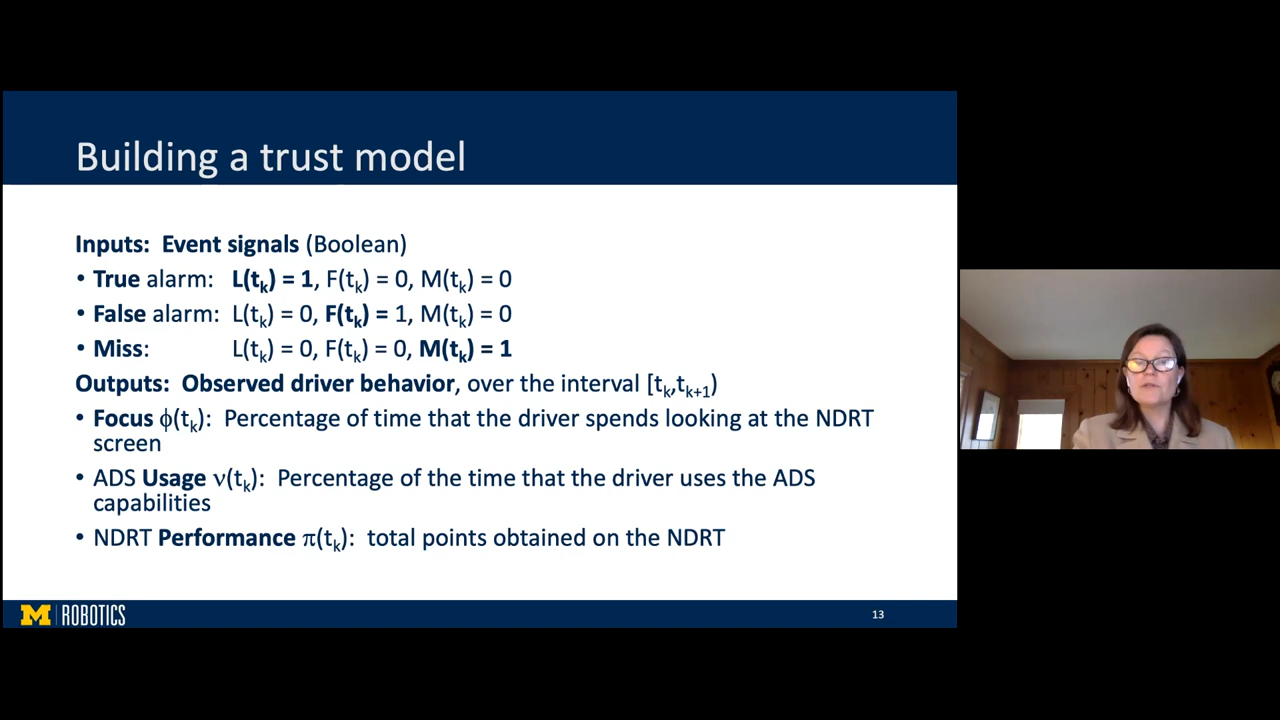 Building a trust model
Inputs: Event signals (Boolean)
• True alarm: L(tk) = 1, F(tk) = 0, M(tk) = 0
• False alarm: L(tk) = 0, F(tk) = 1, M(tk) = 0
• Miss: L(tk) = 0, F(tk) = 0, M(tk) = 1
Outputs: Observed driver behavior, over the interval [tk,tk+1)
• Focus ϕ(tk): Percentage of time that the driver spends looking at the NDRT
screen
• ADS Usage ν(tk): Percentage of the time that the driver uses the ADS
capabilities
• NDRT Performance π(tk): total points obtained on the NDRT
M ROBOTICS
13